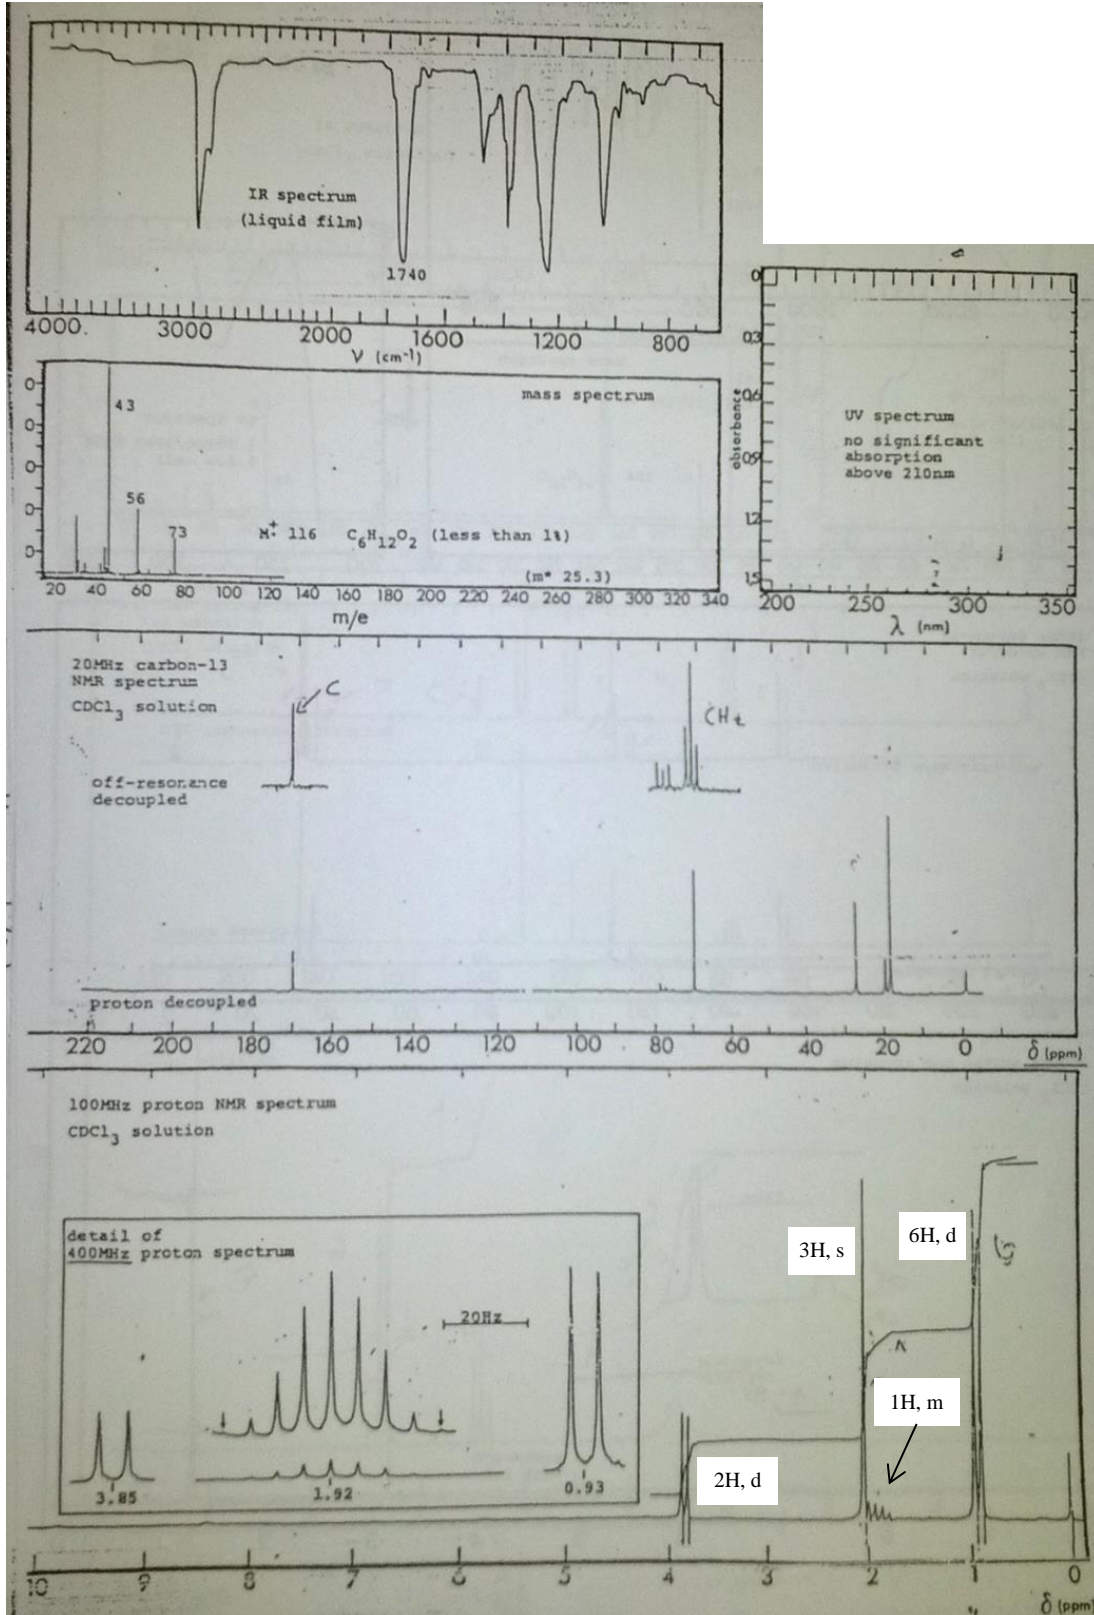 IR spectrum
(liquid film)
1740
4000. 3000 2000 1600 1200 800
ν (cm⁻¹)
mass spectrum
43
56
73
M⁺· 116 C₆H₁₂O₂ (less than 1%)
(m* 25.3)
20 40 60 80 100 120 140 160 180 200 220 240 260 280 300 320 340
m/e
0
0.3
0.6
0.9
1.2
1.5
absorbance
UV spectrum
no significant
absorption
above 210nm
200 250 300 350
λ (nm)
20MHz carbon-13
NMR spectrum
CDCl₃ solution
C
CH₂
off-resonance
decoupled
proton decoupled
220 200 180 160 140 120 100 80 60 40 20 0 δ (ppm)
100MHz proton NMR spectrum
CDCl₃ solution
detail of
400MHz proton spectrum
20Hz
3.85 1.92 0.93
3H, s
6H, d
1H, m
2H, d
10 9 8 7 6 5 4 3 2 1 0
δ (ppm)